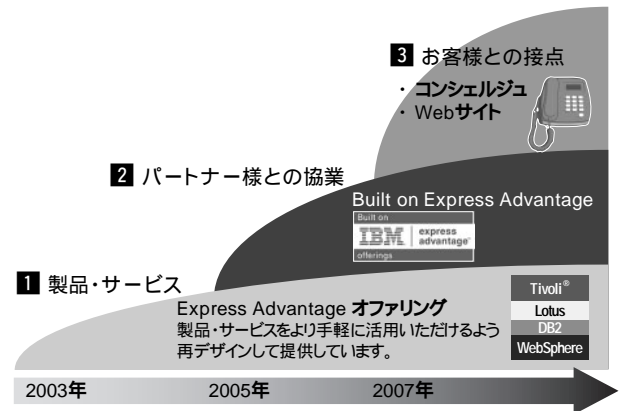 3 お客様との接点
・ コンシェルジュ
・ Webサイト
2 パートナー様との協業
Built on Express Advantage
Built on
IBM express advantage
offerings
1 製品・サービス
Express Advantage オファリング
製品・サービスをより手軽に活用いただけるよう
再デザインして提供しています。
Tivoli®
Lotus
DB2
WebSphere
2003年 2005年 2007年